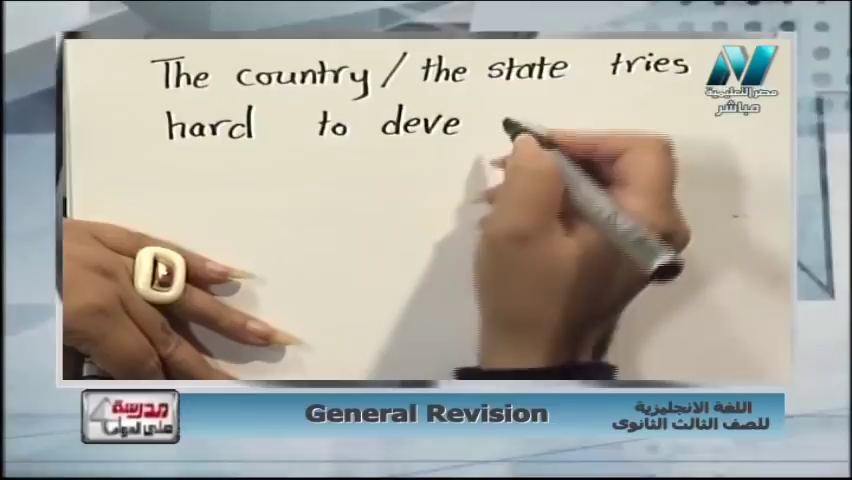 The country / the state tries
hard to deve
مصر التعليمية
مباشر
مدرسة
على الهواء
General Revision
اللغة الانجليزية
للصف الثالث الثانوى